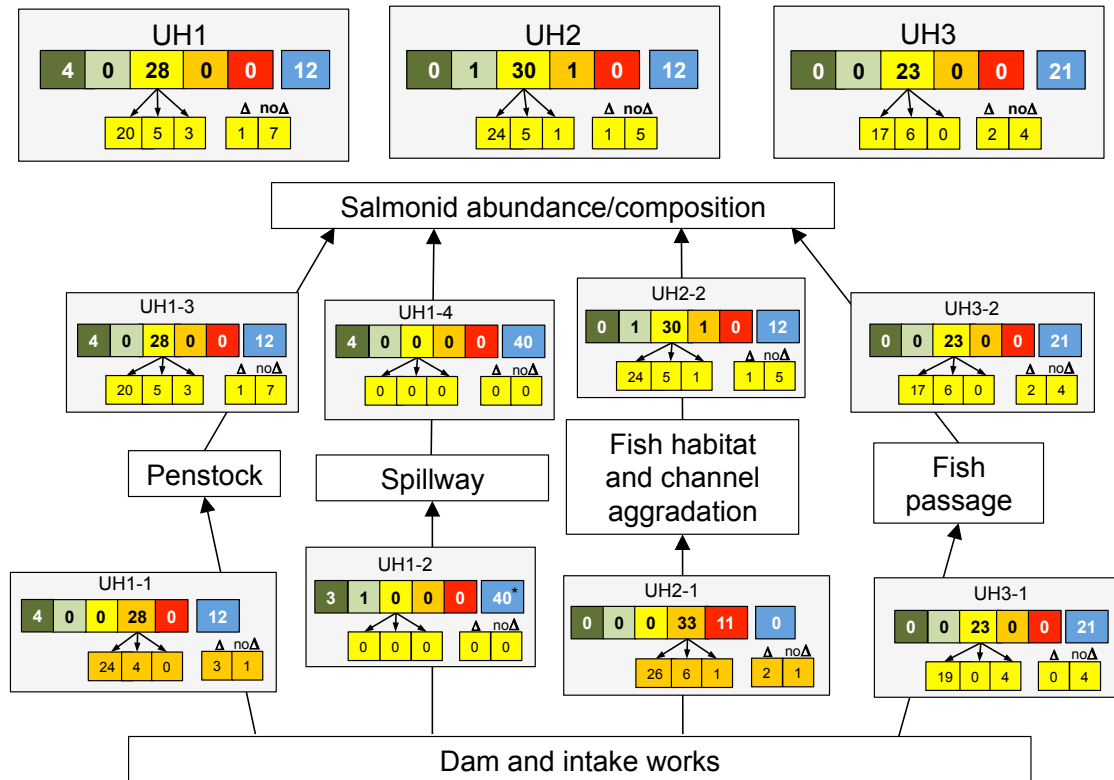 UH1
4 0 28 0 0 12
Δ noΔ
20 5 3 1 7
UH2
0 1 30 1 0 12
Δ noΔ
24 5 1 1 5
UH3
0 0 23 0 0 21
Δ noΔ
17 6 0 2 4
Salmonid abundance/composition
UH1-3
4 0 28 0 0 12
Δ noΔ
20 5 3 1 7
UH1-4
4 0 0 0 0 40
Δ noΔ
0 0 0 0 0
UH2-2
0 1 30 1 0 12
Δ noΔ
24 5 1 1 5
UH3-2
0 0 23 0 0 21
Δ noΔ
17 6 0 2 4
Penstock
Spillway
Fish habitat
and channel
aggradation
Fish
passage
UH1-1
4 0 0 28 0 12
Δ noΔ
24 4 0 3 1
UH1-2
3 1 0 0 0 40*
Δ noΔ
0 0 0 0 0
UH2-1
0 0 0 33 11 0
Δ noΔ
26 6 1 2 1
UH3-1
0 0 23 0 0 21
Δ noΔ
19 0 4 0 4
Dam and intake works